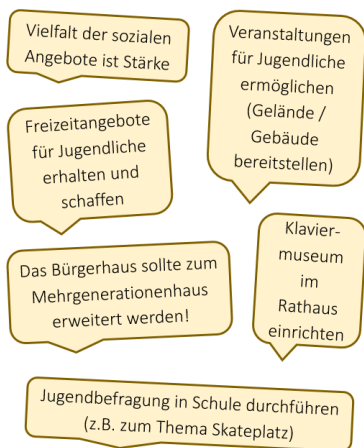 Vielfalt der sozialen
Angebote ist Stärke
Veranstaltungen
für Jugendliche
ermöglichen
(Gelände /
Gebäude
bereitstellen)
Freizeitangebote
für Jugendliche
erhalten und
schaffen
Klavier-
museum
im
Rathaus
einrichten
Das Bürgerhaus sollte zum
Mehrgenerationenhaus
erweitert werden!
Jugendbefragung in Schule durchführen
(z.B. zum Thema Skateplatz)